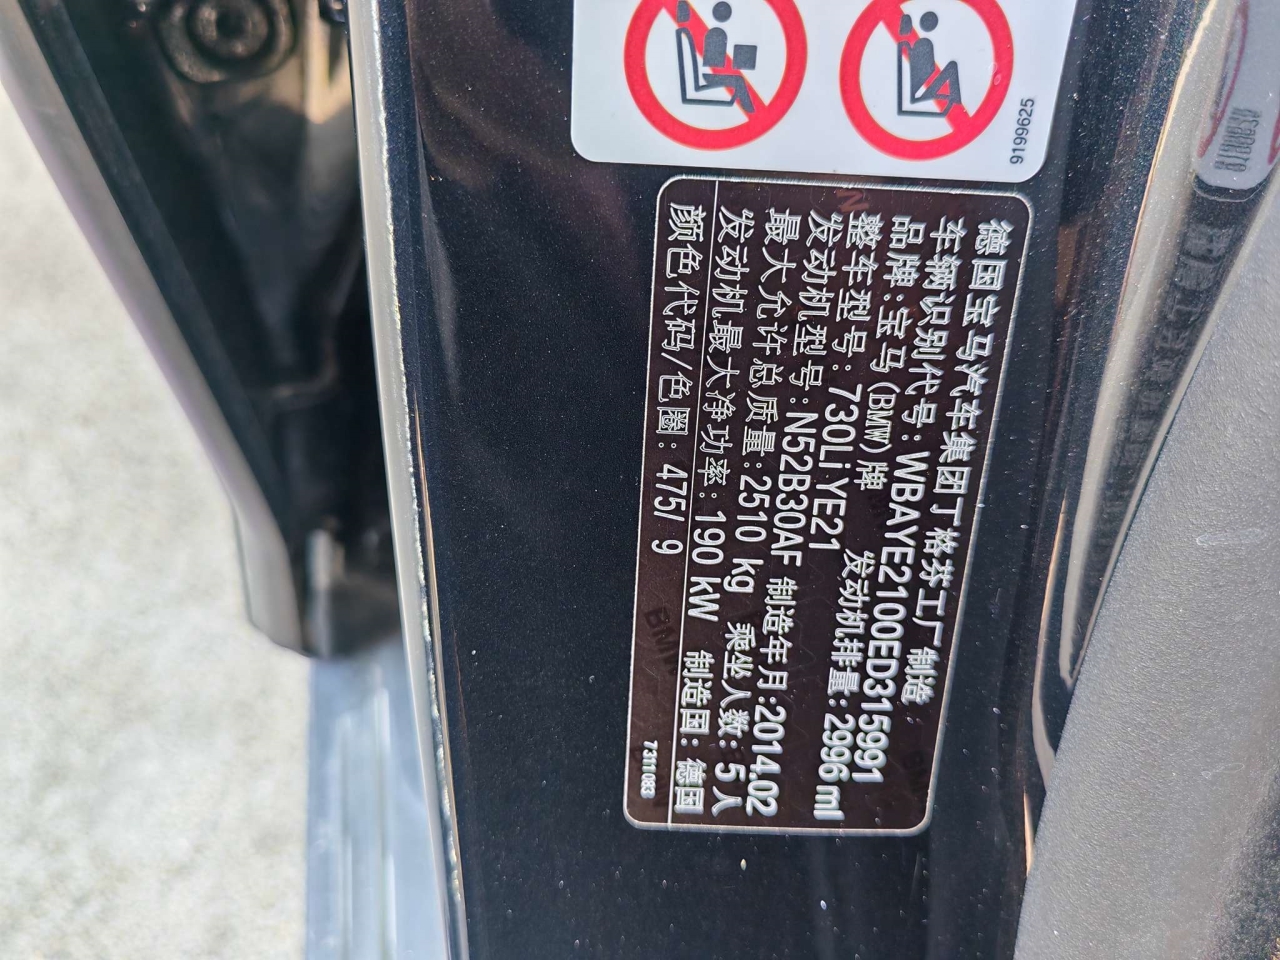 9199625
德国宝马汽车集团丁格芬工厂制造
车辆识别代号: WBAYE2100ED315991
品牌: 宝马 (BMW) 牌 发动机排量: 2996 ml
整车型号: 730Li YE21
发动机型号: N52B30AF 制造年月: 2014.02
最大允许总质量: 2510 kg 乘坐人数: 5 人
发动机最大净功率: 190 kW 制造国: 德国
颜色代码/色圈: 475/ 9 7311083